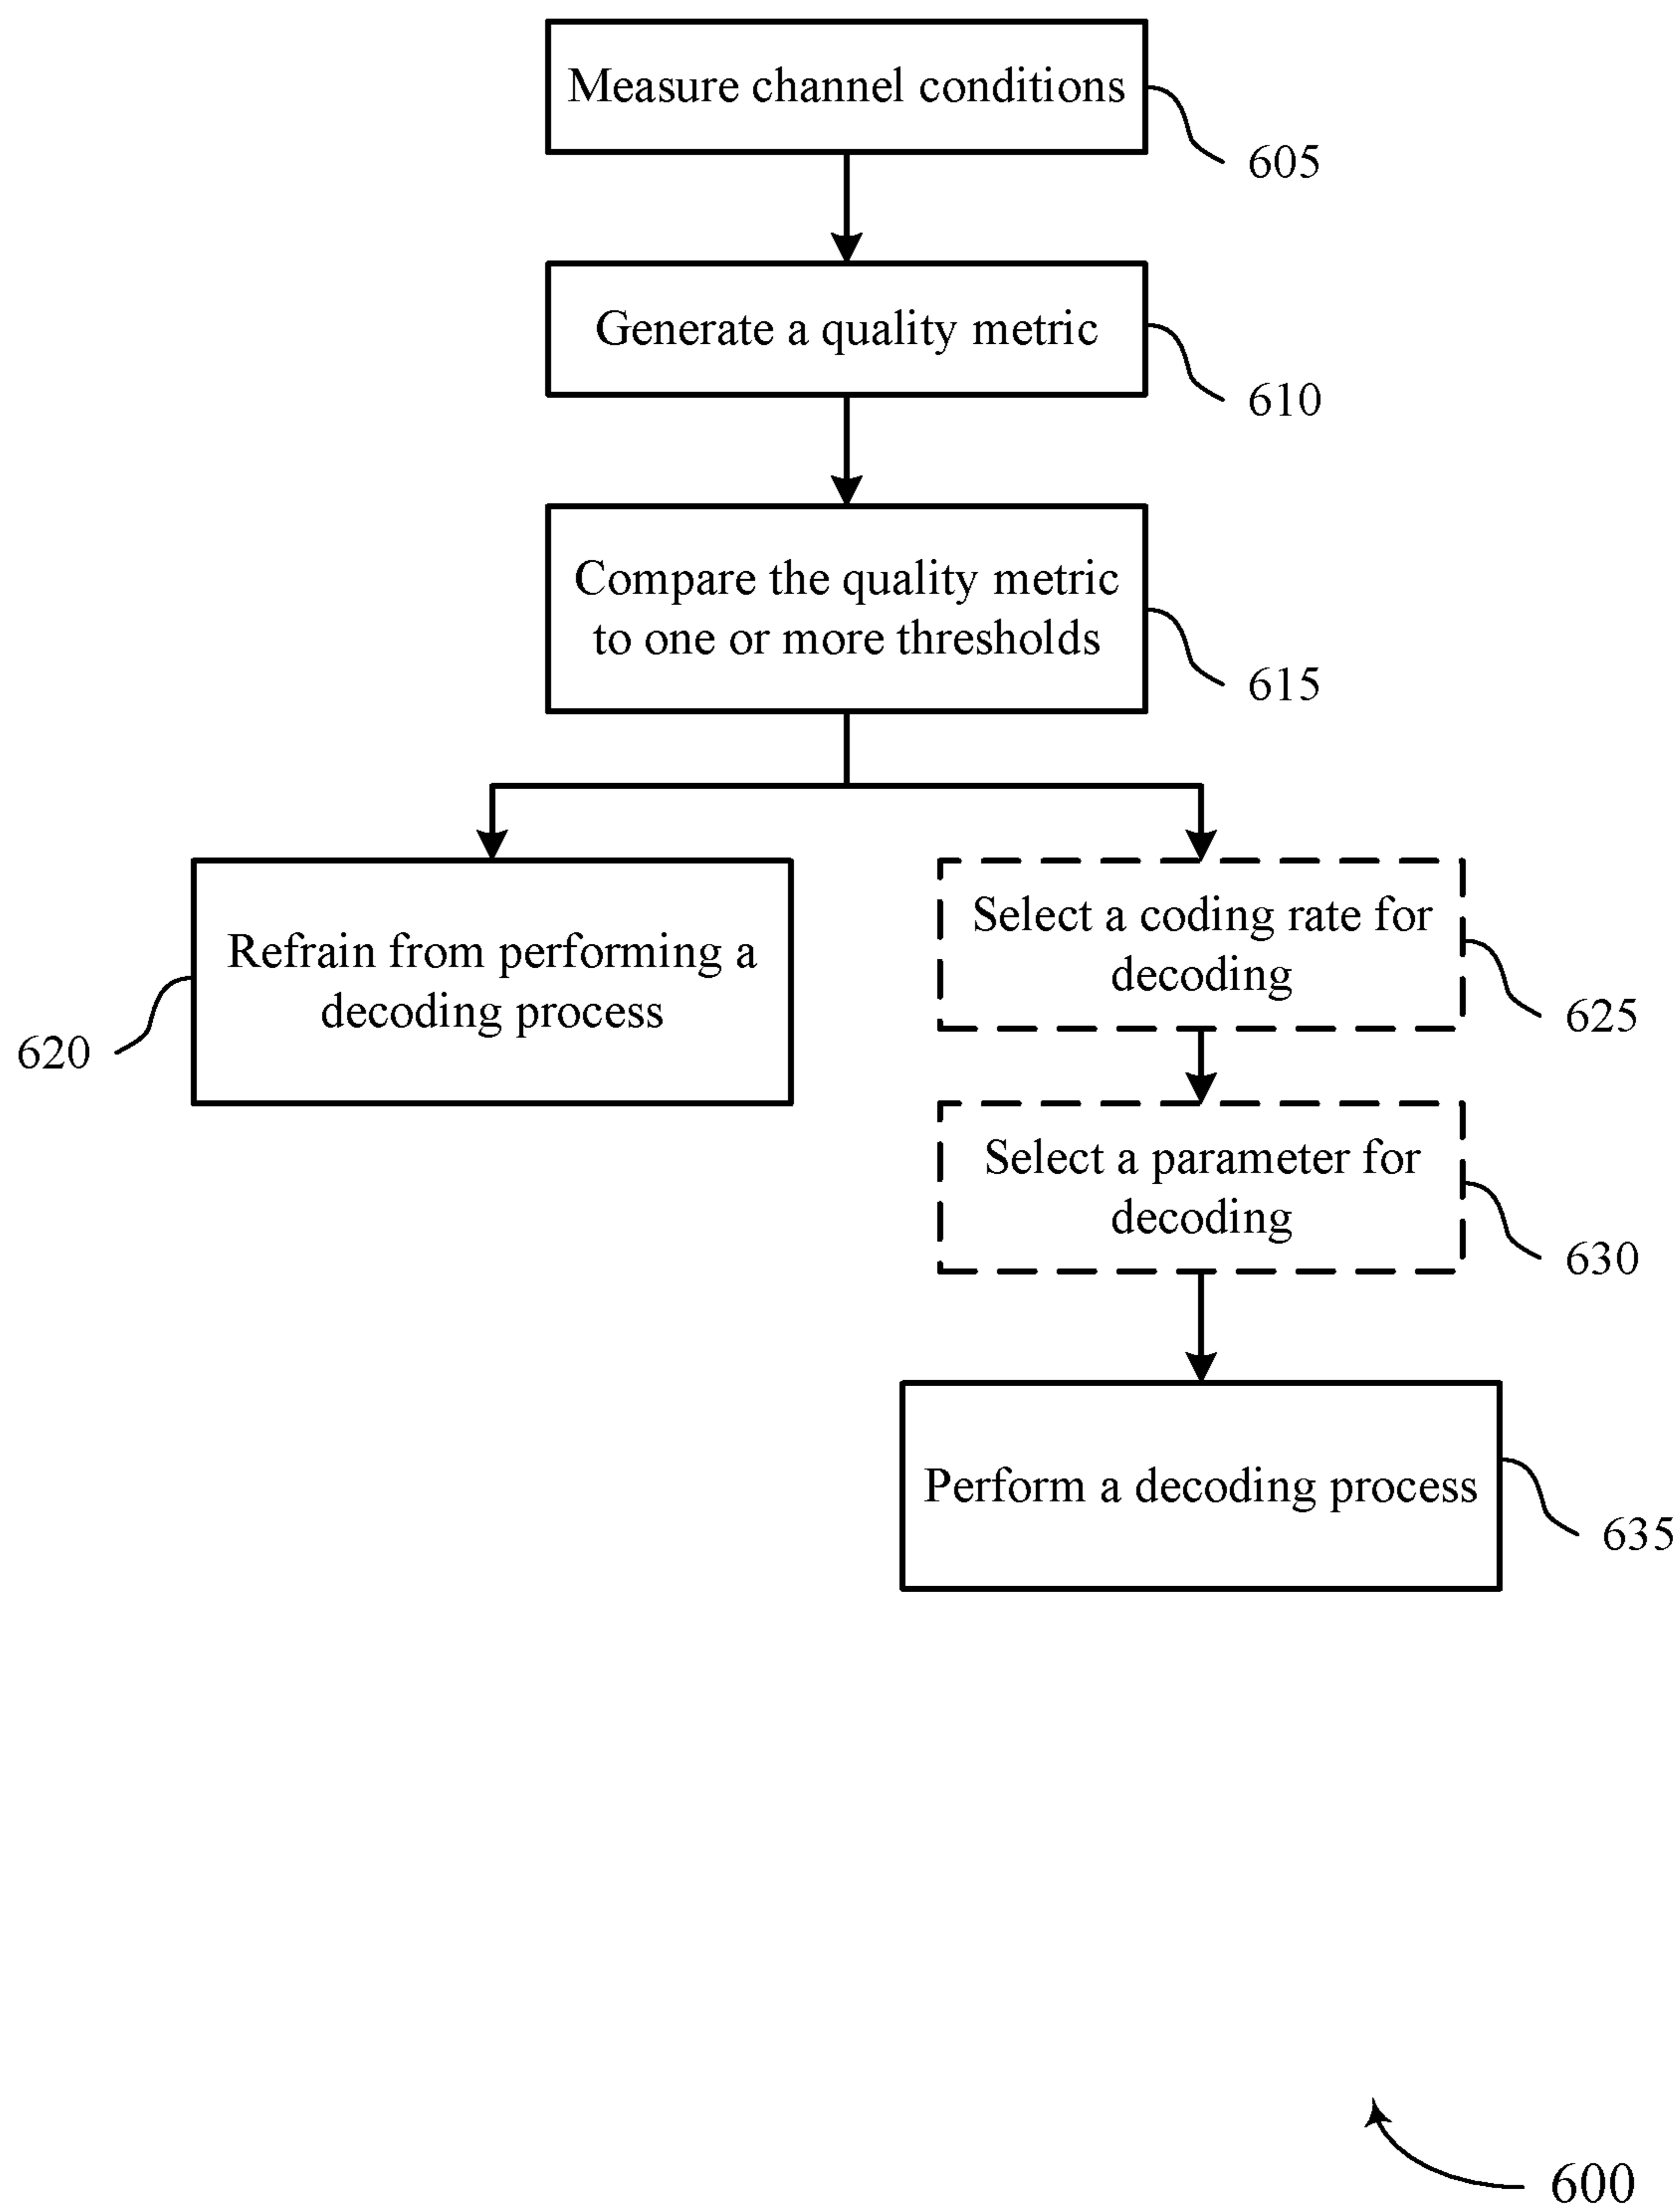 Measure channel conditions
605
Generate a quality metric
610
Compare the quality metric
to one or more thresholds
615
Refrain from performing a
decoding process
620
Select a coding rate for
decoding
625
Select a parameter for
decoding
630
Perform a decoding process
635
600